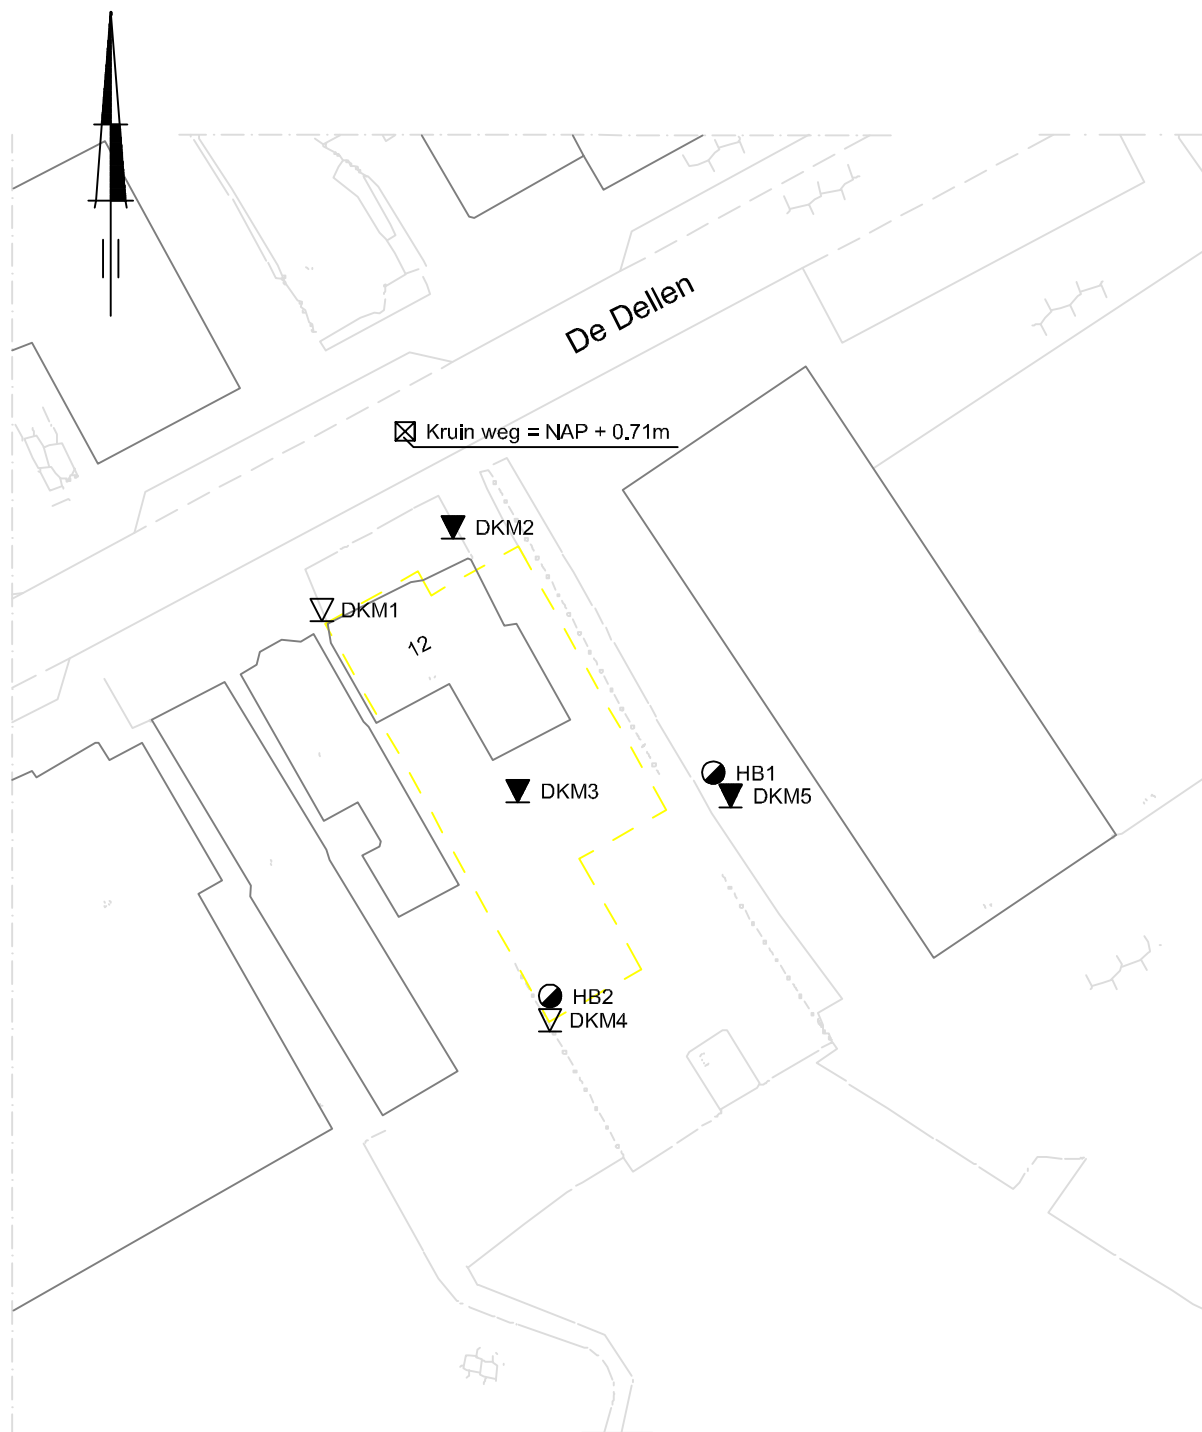 De Dellen
Kruin weg = NAP + 0.71m
DKM2
DKM1
12
HB1
DKM3
DKM5
HB2
DKM4